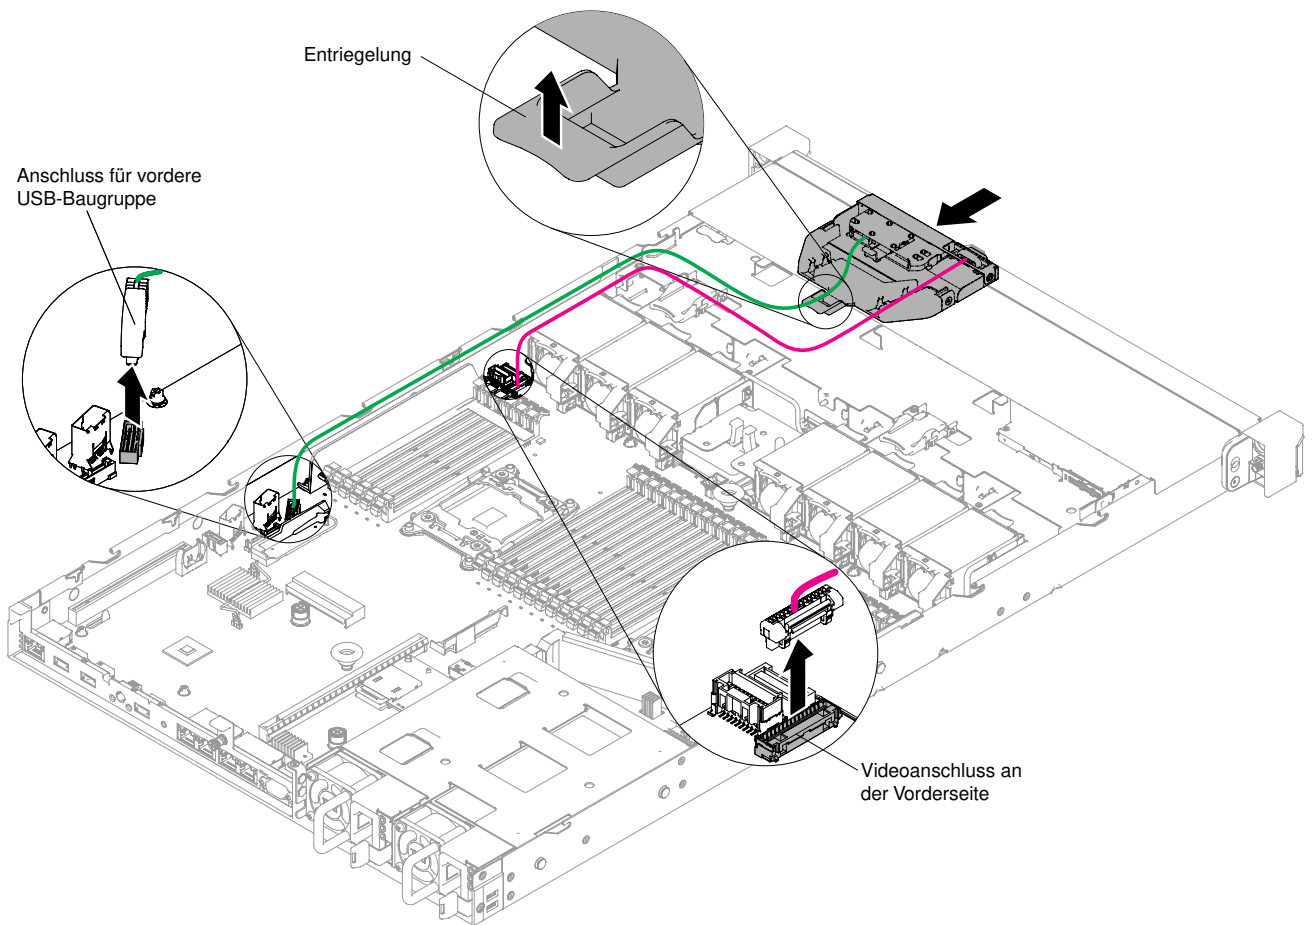 Entriegelung
Anschluss für vordere
USB-Baugruppe
Videoanschluss an
der Vorderseite